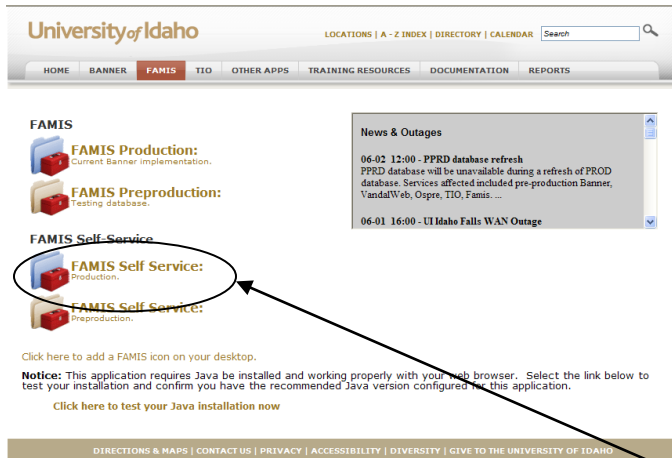 University of Idaho
LOCATIONS | A - Z INDEX | DIRECTORY | CALENDAR Search
HOME BANNER FAMIS TIO OTHER APPS TRAINING RESOURCES DOCUMENTATION REPORTS
FAMIS
FAMIS Production:
Current Banner implementation.
FAMIS Preproduction:
Testing database.
News & Outages
06-02 12:00 - PPRD database refresh
PPRD database will be unavailable during a refresh of PROD
database. Services affected included pre-production Banner,
VandalWeb, Ospre, TIO, Famis. ...
06-01 16:00 - UI Idaho Falls WAN Outage
FAMIS Self-Service
FAMIS Self Service:
Production.
FAMIS Self Service:
Preproduction.
Click here to add a FAMIS icon on your desktop.
Notice: This application requires Java be installed and working properly with your web browser. Select the link below to
test your installation and confirm you have the recommended Java version configured for this application.
Click here to test your Java installation now
DIRECTIONS & MAPS | CONTACT US | PRIVACY | ACCESSIBILITY | DIVERSITY | GIVE TO THE UNIVERSITY OF IDAHO